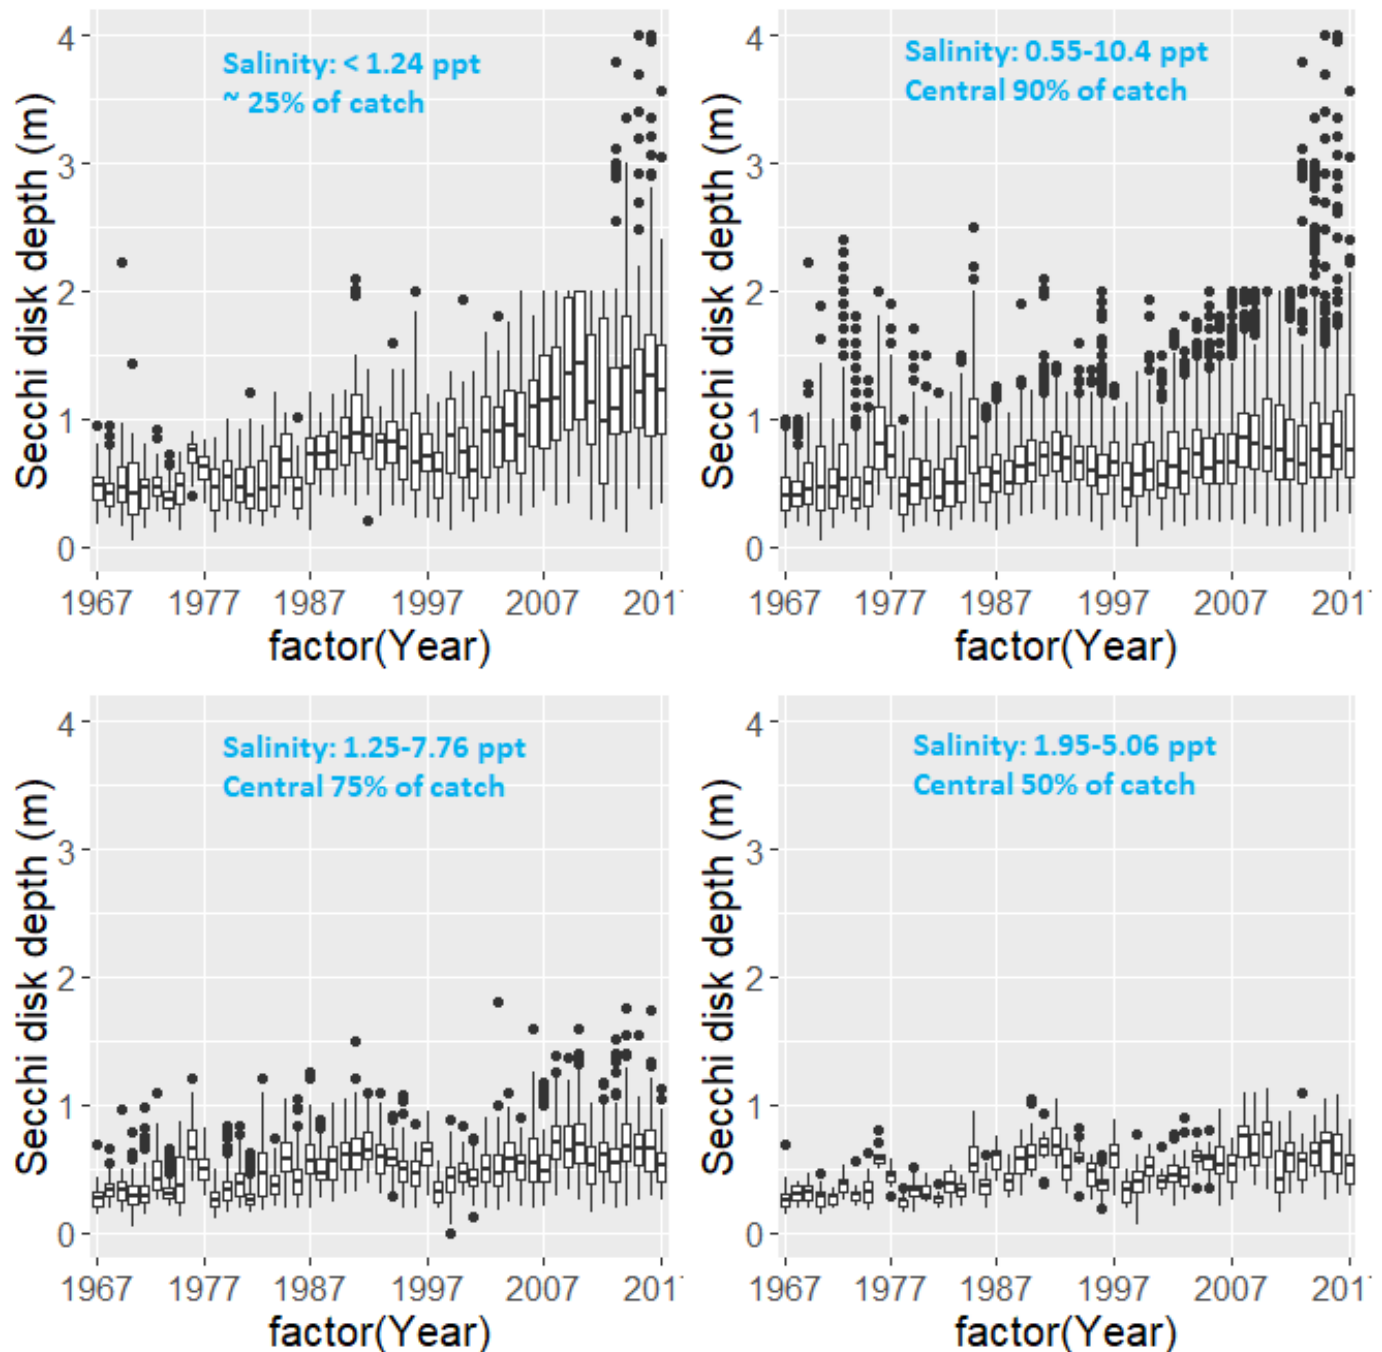 Salinity: < 1.24 ppt
~ 25% of catch
Secchi disk depth (m)
4
3
2
1
0
1967 1977 1987 1997 2007 201
factor(Year)
Salinity: 0.55-10.4 ppt
Central 90% of catch
Secchi disk depth (m)
4
3
2
1
0
1967 1977 1987 1997 2007 201
factor(Year)
Salinity: 1.25-7.76 ppt
Central 75% of catch
Secchi disk depth (m)
4
3
2
1
0
1967 1977 1987 1997 2007 201
factor(Year)
Salinity: 1.95-5.06 ppt
Central 50% of catch
Secchi disk depth (m)
4
3
2
1
0
1967 1977 1987 1997 2007 201
factor(Year)